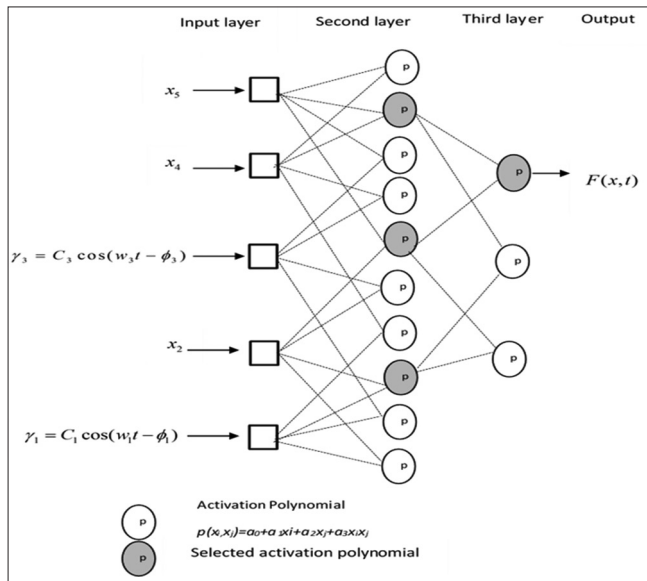 Input layer Second layer Third layer Output
x₅
x₄
γ₃ = C₃ cos(w₃t − ϕ₃)
x₂
γ₁ = C₁ cos(w₁t − ϕ₁)
p
p
p
p
p
p
p
p
p
p
p
p
p
F(x,t)
p
Activation Polynomial
p(xᵢ,xⱼ)=a₀+a₁xi+a₂xⱼ+a₃xᵢxⱼ
p
Selected activation polynomial